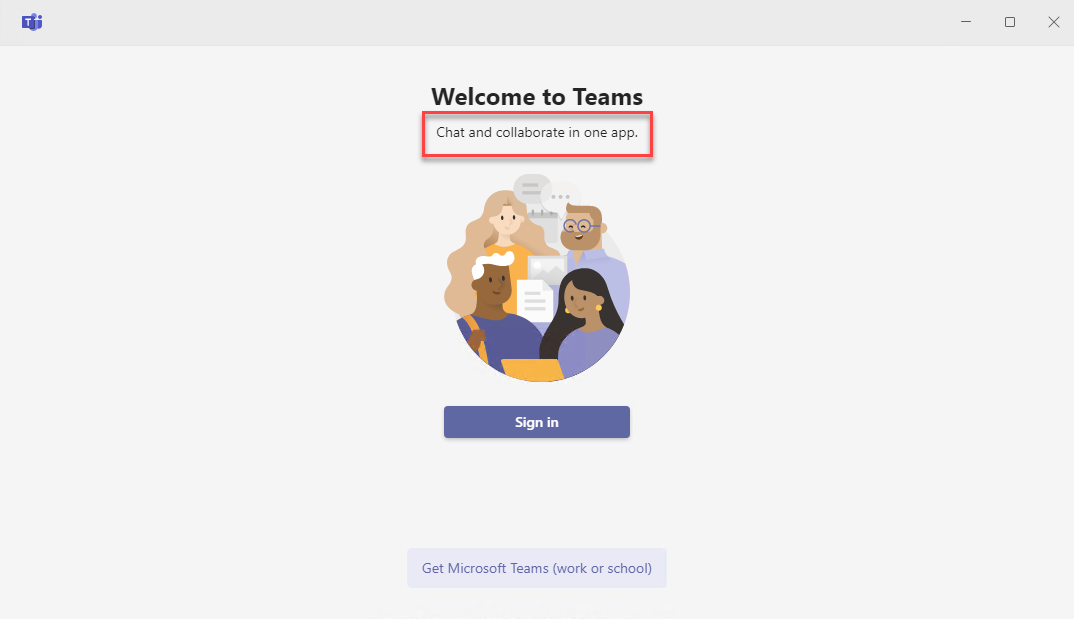 Welcome to Teams
Chat and collaborate in one app.
Sign in
Get Microsoft Teams (work or school)